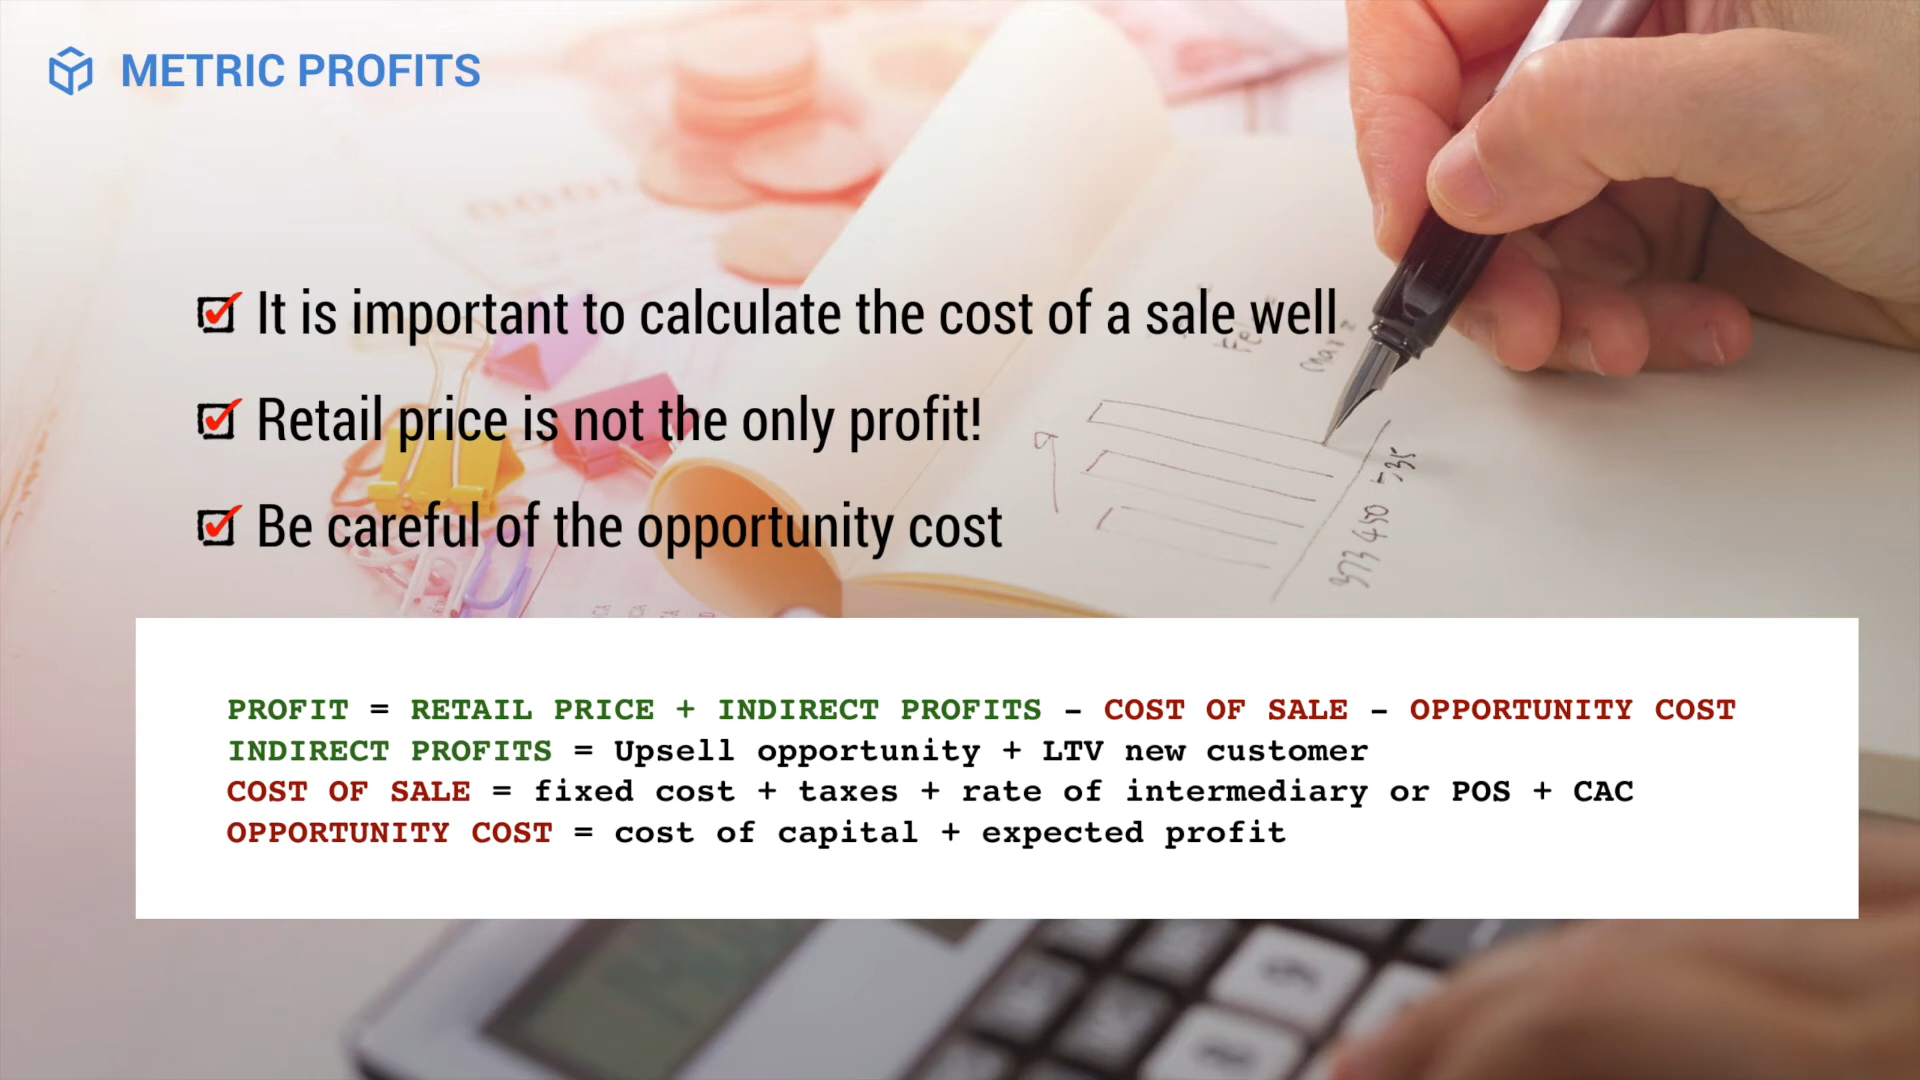 METRIC PROFITS
It is important to calculate the cost of a sale well
Retail price is not the only profit!
Be careful of the opportunity cost
PROFIT = RETAIL PRICE + INDIRECT PROFITS – COST OF SALE – OPPORTUNITY COST
INDIRECT PROFITS = Upsell opportunity + LTV new customer
COST OF SALE = fixed cost + taxes + rate of intermediary or POS + CAC
OPPORTUNITY COST = cost of capital + expected profit